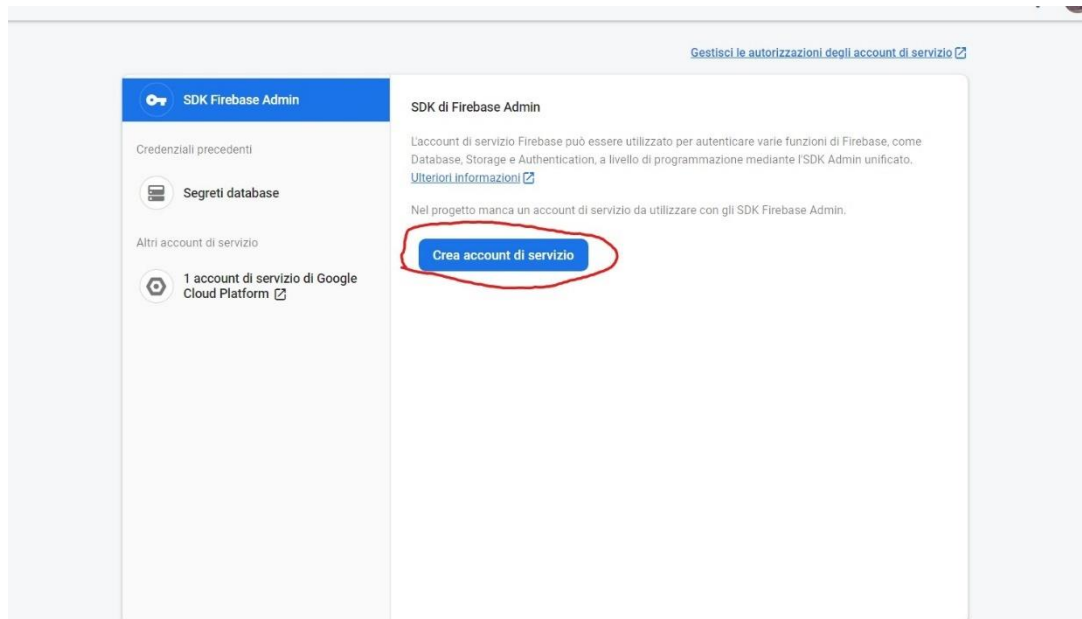 Gestisci le autorizzazioni degli account di servizio
SDK Firebase Admin
Credenziali precedenti
Segreti database
Altri account di servizio
1 account di servizio di Google
Cloud Platform
SDK di Firebase Admin
L'account di servizio Firebase può essere utilizzato per autenticare varie funzioni di Firebase, come
Database, Storage e Authentication, a livello di programmazione mediante l'SDK Admin unificato.
Ulteriori informazioni
Nel progetto manca un account di servizio da utilizzare con gli SDK Firebase Admin.
Crea account di servizio